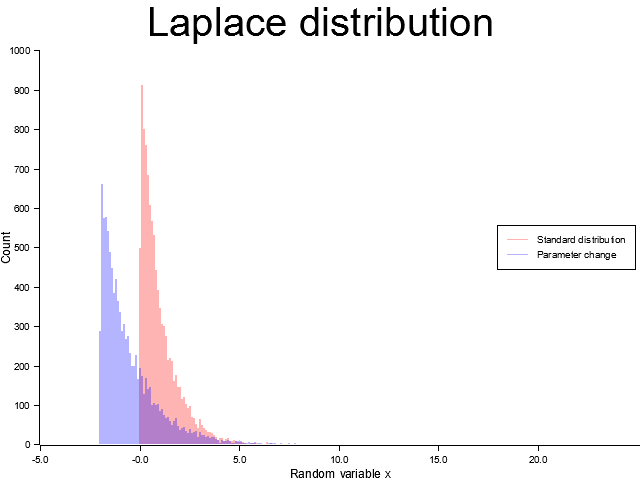 Laplace distribution
1000
900
800
700
600
500
400
300
200
100
0
Count
-5.0 -0.0 5.0 10.0 15.0 20.0
Random variable x
Standard distribution
Parameter change